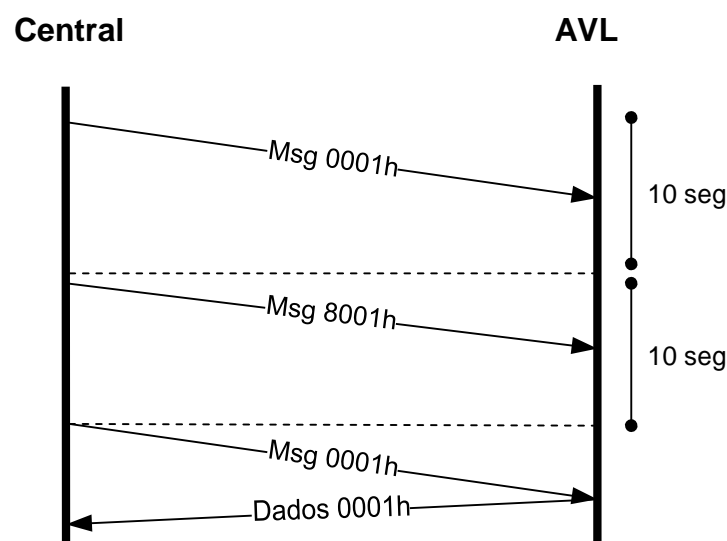 Central
AVL
Msg 0001h
10 seg
Msg 8001h
10 seg
Msg 0001h
Dados 0001h